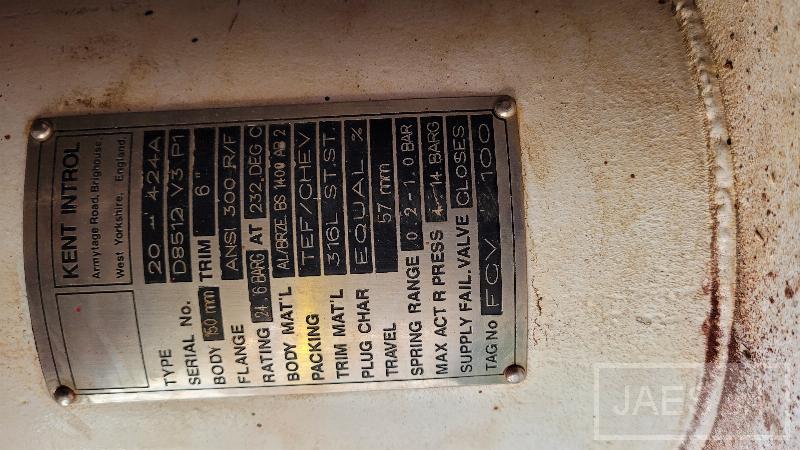 KENT INTROL
Armytage Road, Brighouse,
West Yorkshire, England.
TYPE 20 - 424A
SERIAL No. D8512 V3 P1
BODY 150 mm TRIM 6"
FLANGE ANSI 300 R/F
RATING 24.6 BARG AT 232 DEG C
BODY MAT'L AL/BRZE. BS 1400 AB 2
PACKING TEF/CHEV
TRIM MAT'L 316L ST.ST.
PLUG CHAR EQUAL %
TRAVEL 57 mm
SPRING RANGE 0.2-1.0 BAR
MAX ACT R PRESS 4.14 BARG
SUPPLY FAIL. VALVE CLOSES
TAG No FCV 100
JAES